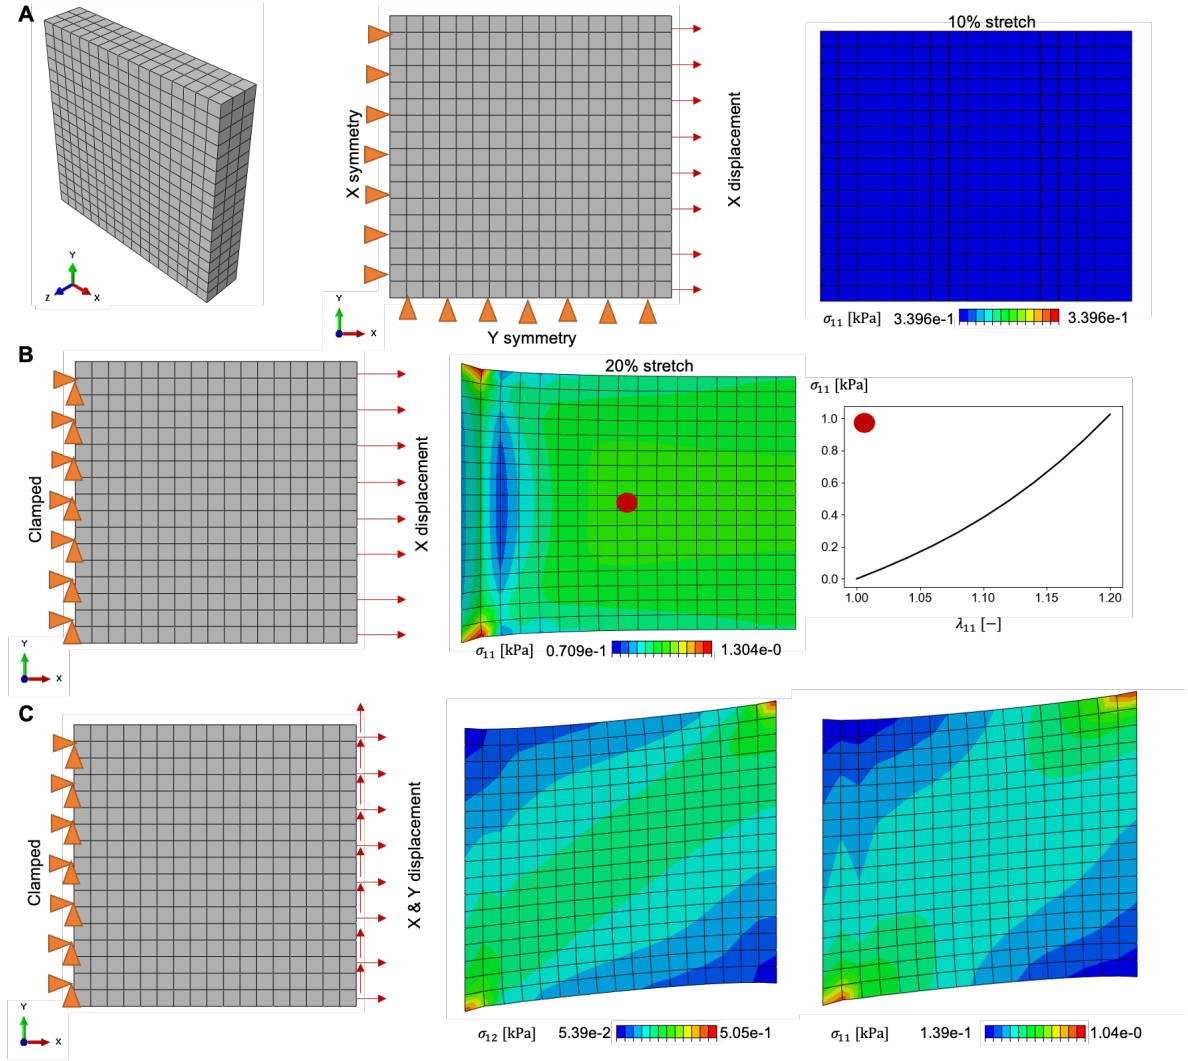 A
Y
Z
X
X symmetry
Y
X
Y symmetry
X displacement
10% stretch
σ₁₁ [kPa] 3.396e-1 3.396e-1
B
Clamped
X displacement
Y
X
20% stretch
σ₁₁ [kPa] 0.709e-1 1.304e-0
σ₁₁ [kPa]
1.0
0.8
0.6
0.4
0.2
0.0
1.00 1.05 1.10 1.15 1.20
λ₁₁ [−]
C
Clamped
X & Y displacement
Y
X
σ₁₂ [kPa] 5.39e-2 5.05e-1
σ₁₁ [kPa] 1.39e-1 1.04e-0